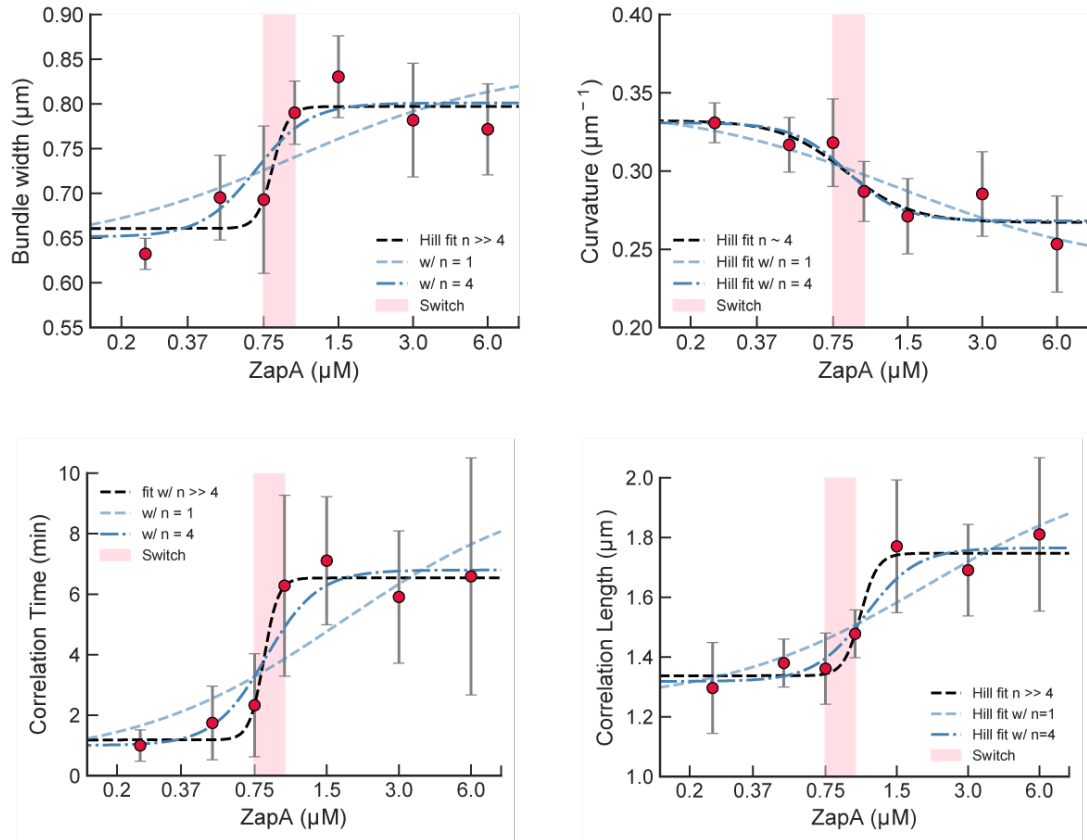 0.90
0.85
0.80
0.75
0.70
0.65
0.60
0.55
Bundle width (µm)
Hill fit n >> 4
w/ n = 1
w/ n = 4
Switch
0.2 0.37 0.75 1.5 3.0 6.0
ZapA (µM)
0.40
0.35
0.30
0.25
0.20
Curvature (µm⁻¹)
Hill fit n ~ 4
Hill fit w/ n = 1
Hill fit w/ n = 4
Switch
0.2 0.37 0.75 1.5 3.0 6.0
ZapA (µM)
10
8
6
4
2
0
Correlation Time (min)
fit w/ n >> 4
w/ n = 1
w/ n = 4
Switch
0.2 0.37 0.75 1.5 3.0 6.0
ZapA (µM)
2.0
1.8
1.6
1.4
1.2
1.0
Correlation Length (µm)
Hill fit n >> 4
Hill fit w/ n=1
Hill fit w/ n=4
Switch
0.2 0.37 0.75 1.5 3.0 6.0
ZapA (µM)